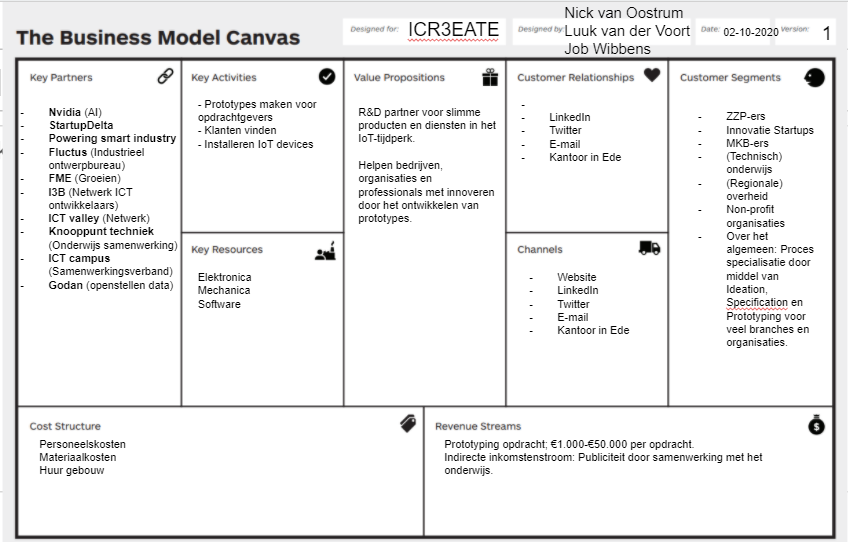 The Business Model Canvas
Designed for:
ICR3EATE
Designed by:
Nick van Oostrum
Luuk van der Voort
Job Wibbens
Date:
02-10-2020
Version:
1
Key Partners
- Nvidia (AI)
- StartupDelta
- Powering smart industry
- Fluctus (Industrieel
ontwerpbureau)
- FME (Groeien)
- I3B (Netwerk ICT
ontwikkelaars)
- ICT valley (Netwerk)
- Knooppunt techniek
(Onderwijs samenwerking)
- ICT campus
(Samenwerkingsverband)
- Godan (openstellen data)
Key Activities
- Prototypes maken voor
opdrachtgevers
- Klanten vinden
- Installeren IoT devices
Key Resources
Elektronica
Mechanica
Software
Value Propositions
R&D partner voor slimme
producten en diensten in het
IoT-tijdperk.
Helpen bedrijven,
organisaties en
professionals met innoveren
door het ontwikkelen van
prototypes.
Customer Relationships
-
- LinkedIn
- Twitter
- E-mail
- Kantoor in Ede
Channels
- Website
- LinkedIn
- Twitter
- E-mail
- Kantoor in Ede
Customer Segments
- ZZP-ers
- Innovatie Startups
- MKB-ers
- (Technisch)
onderwijs
- (Regionale)
overheid
- Non-profit
organisaties
- Over het
algemeen: Proces
specialisatie door
middel van
Ideation,
Specification en
Prototyping voor
veel branches en
organisaties.
Cost Structure
Personeelskosten
Materiaalkosten
Huur gebouw
Revenue Streams
Prototyping opdracht; €1.000-€50.000 per opdracht.
Indirecte inkomstenstroom: Publiciteit door samenwerking met het
onderwijs.